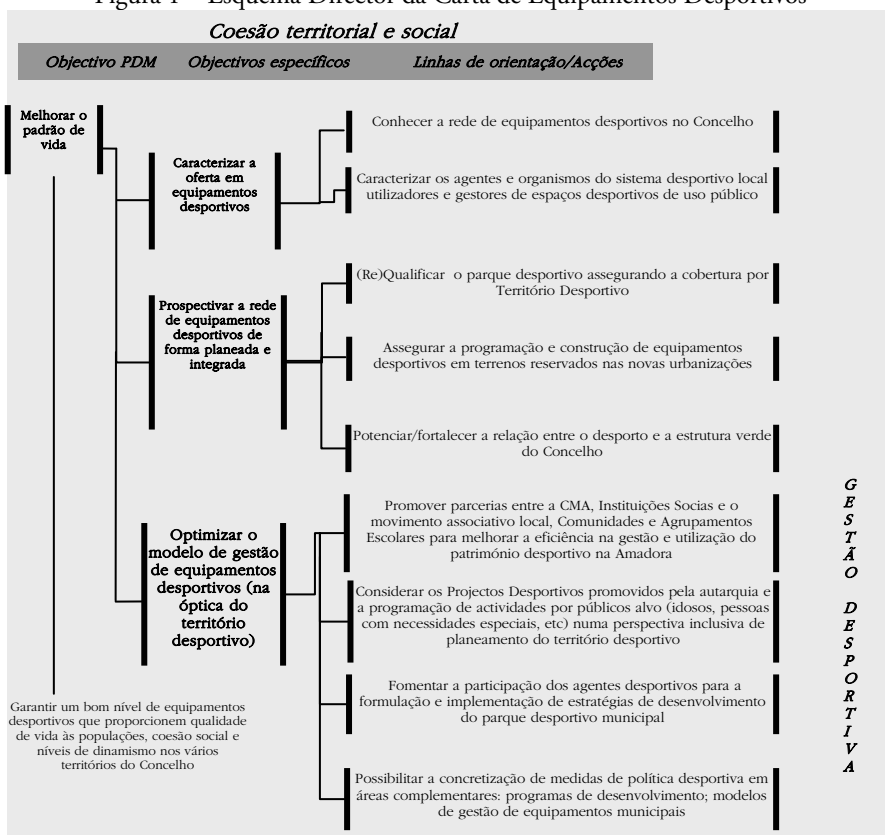 Figura 1 – Esquema Director da Carta de Equipamentos Desportivos
Coesão territorial e social
Objectivo PDM Objectivos específicos Linhas de orientação/Acções
Melhorar o
padrão de
vida
Garantir um bom nível de equipamentos
desportivos que proporcionem qualidade
de vida às populações, coesão social e
níveis de dinamismo nos vários
territórios do Concelho
Caracterizar a
oferta em
equipamentos
desportivos
Conhecer a rede de equipamentos desportivos no Concelho
Caracterizar os agentes e organismos do sistema desportivo local
utilizadores e gestores de espaços desportivos de uso público
Prospectivar a rede
de equipamentos
desportivos de
forma planeada e
integrada
(Re)Qualificar o parque desportivo assegurando a cobertura por
Território Desportivo
Assegurar a programação e construção de equipamentos
desportivos em terrenos reservados nas novas urbanizações
Potenciar/fortalecer a relação entre o desporto e a estrutura verde
do Concelho
Optimizar o
modelo de gestão
de equipamentos
desportivos (na
óptica do
território
desportivo)
Promover parcerias entre a CMA, Instituições Socias e o
movimento associativo local, Comunidades e Agrupamentos
Escolares para melhorar a eficiência na gestão e utilização do
património desportivo na Amadora
Considerar os Projectos Desportivos promovidos pela autarquia e
a programação de actividades por públicos alvo (idosos, pessoas
com necessidades especiais, etc) numa perspectiva inclusiva de
planeamento do território desportivo
Fomentar a participação dos agentes desportivos para a
formulação e implementação de estratégias de desenvolvimento
do parque desportivo municipal
Possibilitar a concretização de medidas de política desportiva em
áreas complementares: programas de desenvolvimento; modelos
de gestão de equipamentos municipais
GESTÃO DESPORTIVA